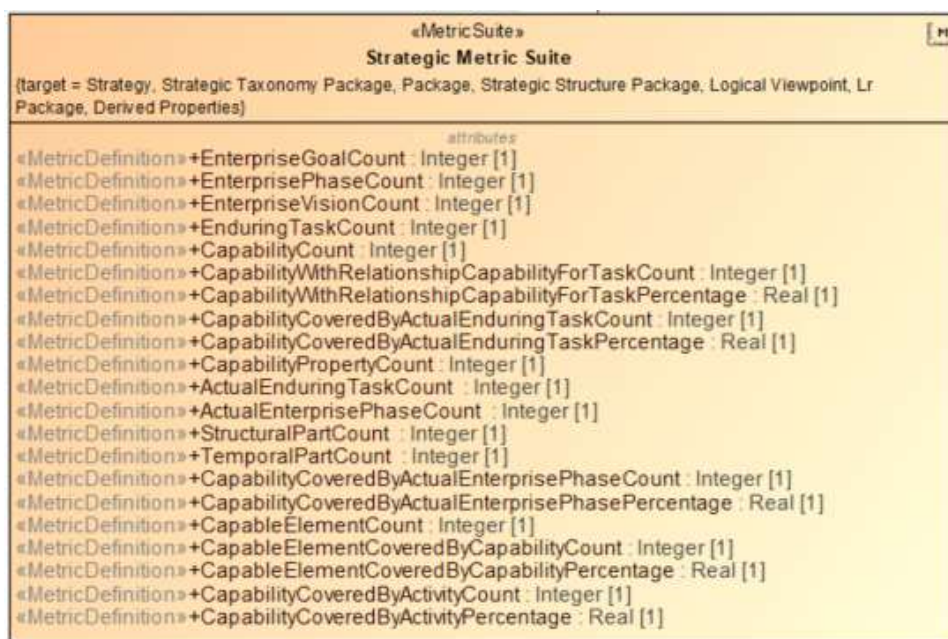 «MetricSuite»
Strategic Metric Suite
{target = Strategy, Strategic Taxonomy Package, Package, Strategic Structure Package, Logical Viewpoint, Lr
Package, Derived Properties}
attributes
«MetricDefinition»+EnterpriseGoalCount : Integer [1]
«MetricDefinition»+EnterprisePhaseCount : Integer [1]
«MetricDefinition»+EnterpriseVisionCount : Integer [1]
«MetricDefinition»+EnduringTaskCount : Integer [1]
«MetricDefinition»+CapabilityCount : Integer [1]
«MetricDefinition»+CapabilityWithRelationshipCapabilityForTaskCount : Integer [1]
«MetricDefinition»+CapabilityWithRelationshipCapabilityForTaskPercentage : Real [1]
«MetricDefinition»+CapabilityCoveredByActualEnduringTaskCount : Integer [1]
«MetricDefinition»+CapabilityCoveredByActualEnduringTaskPercentage : Real [1]
«MetricDefinition»+CapabilityPropertyCount : Integer [1]
«MetricDefinition»+ActualEnduringTaskCount : Integer [1]
«MetricDefinition»+ActualEnterprisePhaseCount : Integer [1]
«MetricDefinition»+StructuralPartCount : Integer [1]
«MetricDefinition»+TemporalPartCount : Integer [1]
«MetricDefinition»+CapabilityCoveredByActualEnterprisePhaseCount : Integer [1]
«MetricDefinition»+CapabilityCoveredByActualEnterprisePhasePercentage : Real [1]
«MetricDefinition»+CapableElementCount : Integer [1]
«MetricDefinition»+CapableElementCoveredByCapabilityCount : Integer [1]
«MetricDefinition»+CapableElementCoveredByCapabilityPercentage : Real [1]
«MetricDefinition»+CapabilityCoveredByActivityCount : Integer [1]
«MetricDefinition»+CapabilityCoveredByActivityPercentage : Real [1]